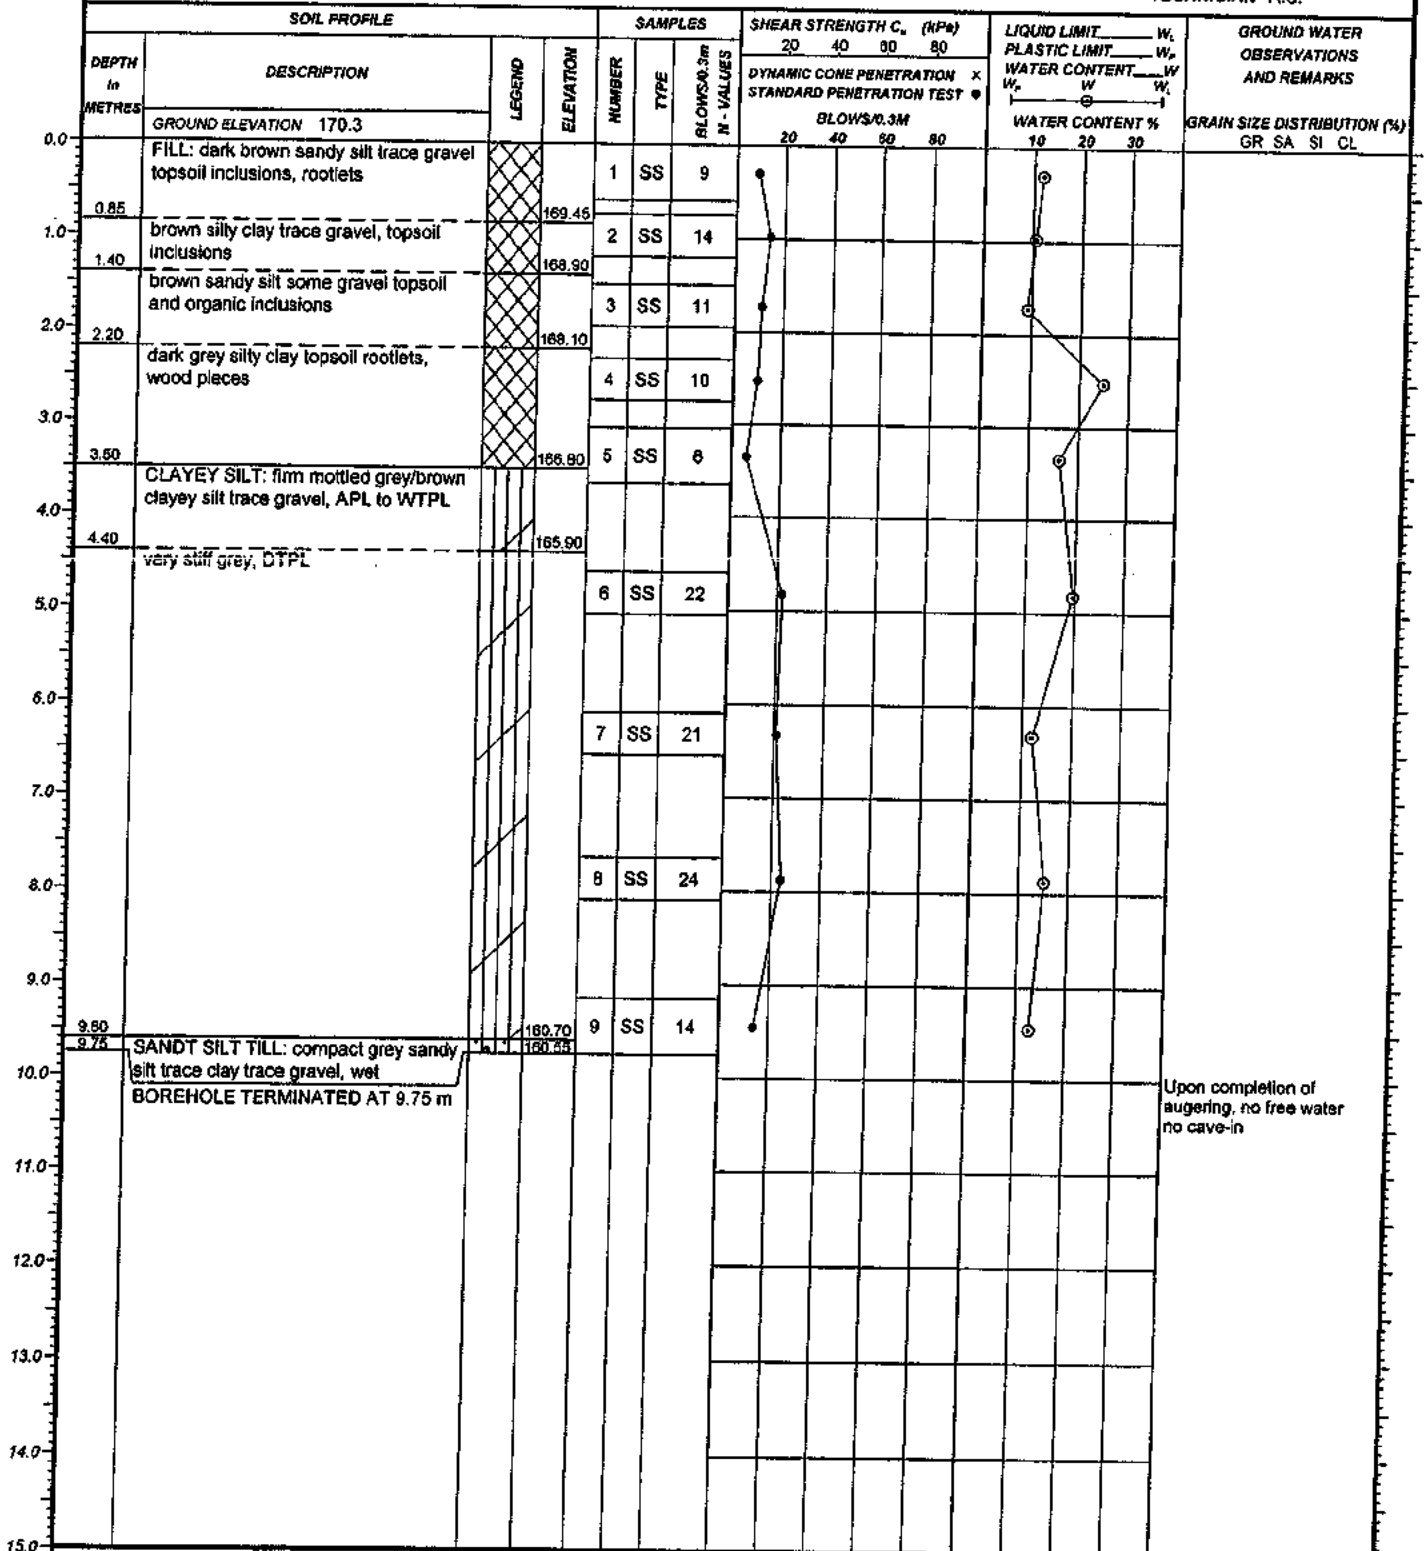 SOIL PROFILE
SAMPLES
SHEAR STRENGTH Cu (kPa)
20 40 60 80
LIQUID LIMIT WL
PLASTIC LIMIT WP
WATER CONTENT W
WP W WL
GROUND WATER
OBSERVATIONS
AND REMARKS
DEPTH
in
METRES
DESCRIPTION
LEGEND
ELEVATION
NUMBER
TYPE
BLOWS/0.3m
N - VALUES
DYNAMIC CONE PENETRATION ×
STANDARD PENETRATION TEST ●
BLOWS/0.3M
20 40 60 80
WATER CONTENT %
10 20 30
GRAIN SIZE DISTRIBUTION (%)
GR SA SI CL
GROUND ELEVATION 170.3
0.0
FILL: dark brown sandy silt trace gravel
topsoil inclusions, rootlets
1 SS 9
0.85
169.45
1.0
brown silly clay trace gravel, topsoil
inclusions
2 SS 14
1.40
168.90
brown sandy silt some gravel topsoil
and organic inclusions
3 SS 11
2.0
2.20
168.10
dark grey silty clay topsoil rootlets,
wood pieces
4 SS 10
3.0
3.50
166.80
5 SS 6
CLAYEY SILT: firm mottled grey/brown
clayey silt trace gravel, APL to WTPL
4.0
4.40
165.90
very stiff grey, DTPL
5.0
6 SS 22
6.0
7 SS 21
7.0
8.0
8 SS 24
9.0
9.60
160.70
9 SS 14
9.75
160.55
SANDT SILT TILL: compact grey sandy
silt trace clay trace gravel, wet
10.0
BOREHOLE TERMINATED AT 9.75 m
Upon completion of
augering, no free water
no cave-in
11.0
12.0
13.0
14.0
15.0